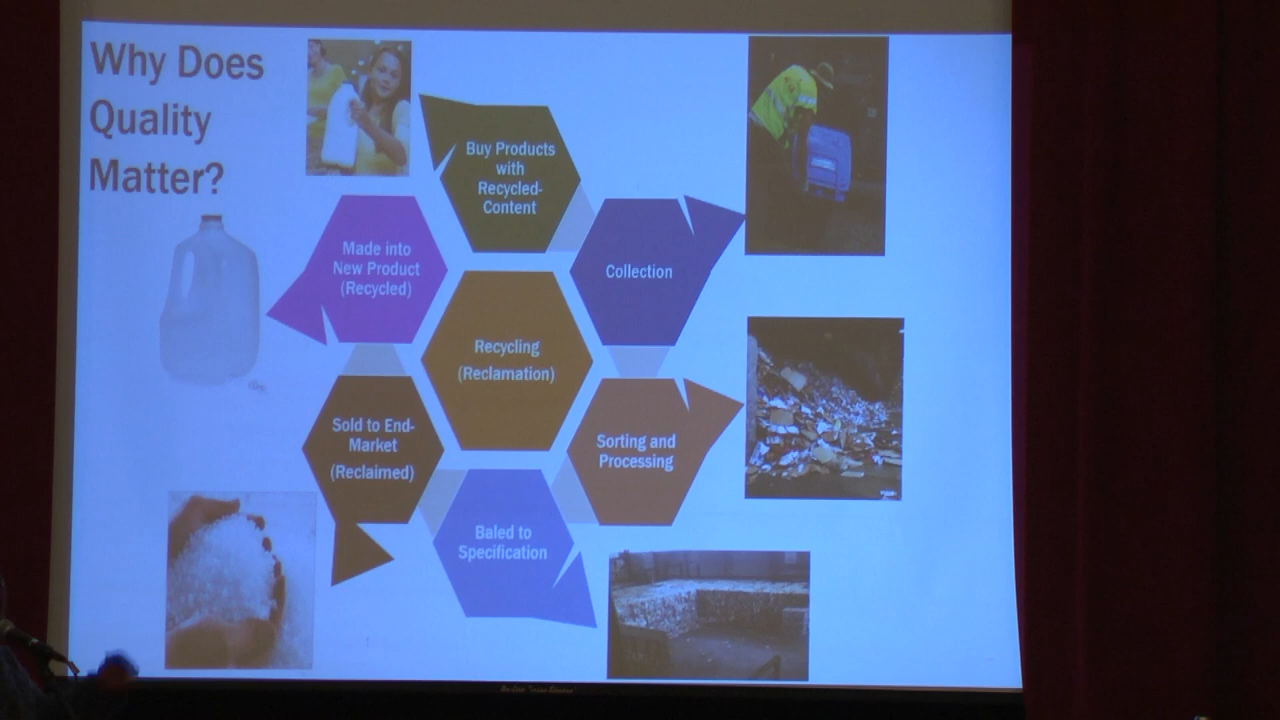 Why Does
Quality
Matter?
Buy Products
with
Recycled-
Content
Collection
Sorting and
Processing
Baled to
Specification
Sold to End-
Market
(Reclaimed)
Made into
New Product
(Recycled)
Recycling
(Reclamation)